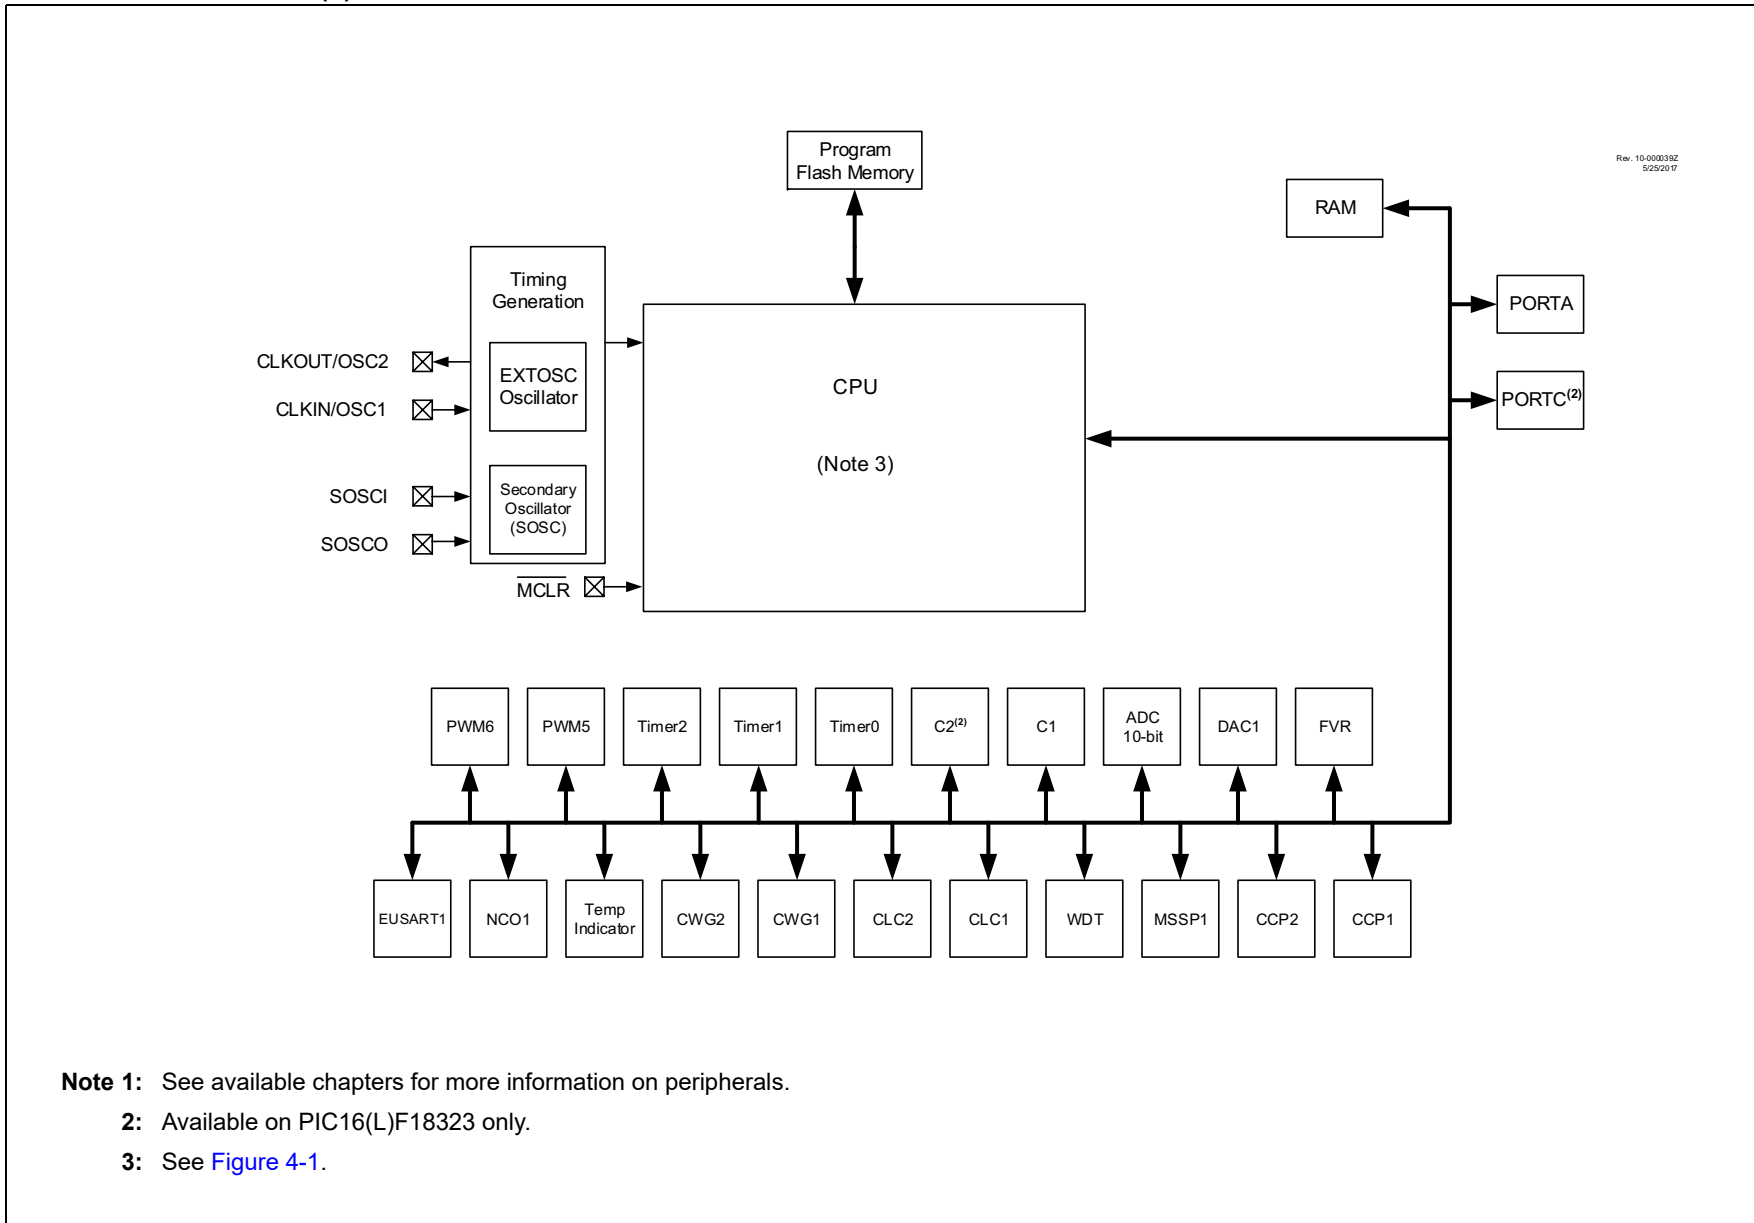 Program
Flash Memory
Rev. 10-000039Z
5/25/2017
RAM
Timing
Generation
PORTA
CLKOUT/OSC2
EXTOSC
Oscillator
CPU
PORTC(2)
CLKIN/OSC1
(Note 3)
SOSCI
Secondary
Oscillator
(SOSC)
SOSCO
MCLR
PWM6
PWM5
Timer2
Timer1
Timer0
C2(2)
C1
ADC
10-bit
DAC1
FVR
EUSART1
NCO1
Temp
Indicator
CWG2
CWG1
CLC2
CLC1
WDT
MSSP1
CCP2
CCP1
Note 1: See available chapters for more information on peripherals.
2: Available on PIC16(L)F18323 only.
3: See Figure 4-1.